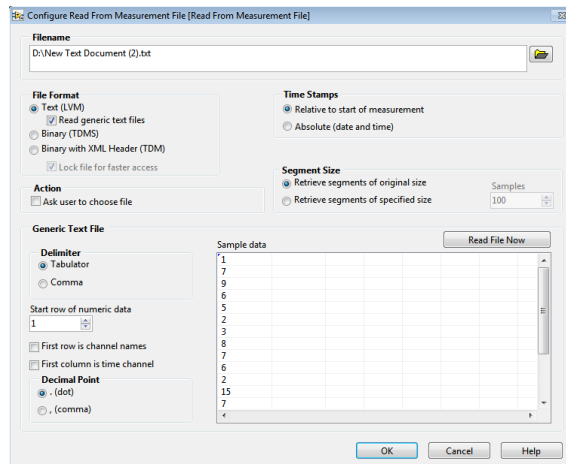 Configure Read From Measurement File [Read From Measurement File]
Filename
D:\New Text Document (2).txt
File Format
Text (LVM)
Read generic text files
Binary (TDMS)
Binary with XML Header (TDM)
Lock file for faster access
Time Stamps
Relative to start of measurement
Absolute (date and time)
Action
Ask user to choose file
Segment Size
Retrieve segments of original size
Retrieve segments of specified size
Samples
100
Generic Text File
Read File Now
Delimiter
Tabulator
Comma
Start row of numeric data
1
First row is channel names
First column is time channel
Decimal Point
. (dot)
, (comma)
Sample data
1
7
9
6
5
2
3
8
7
6
2
15
7
OK Cancel Help